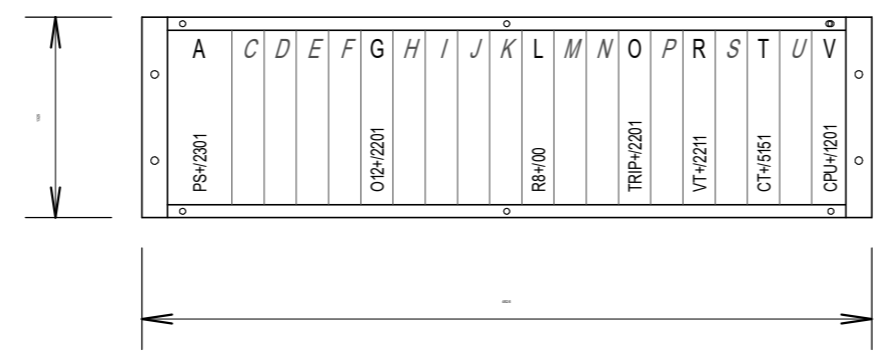 A C D E F G H I J K L M N O P R S T U V
PS+/2301
O12+/2201
R8+/00
TRIP+/2201
VT+/2211
CT+/5151
CPU+/1201